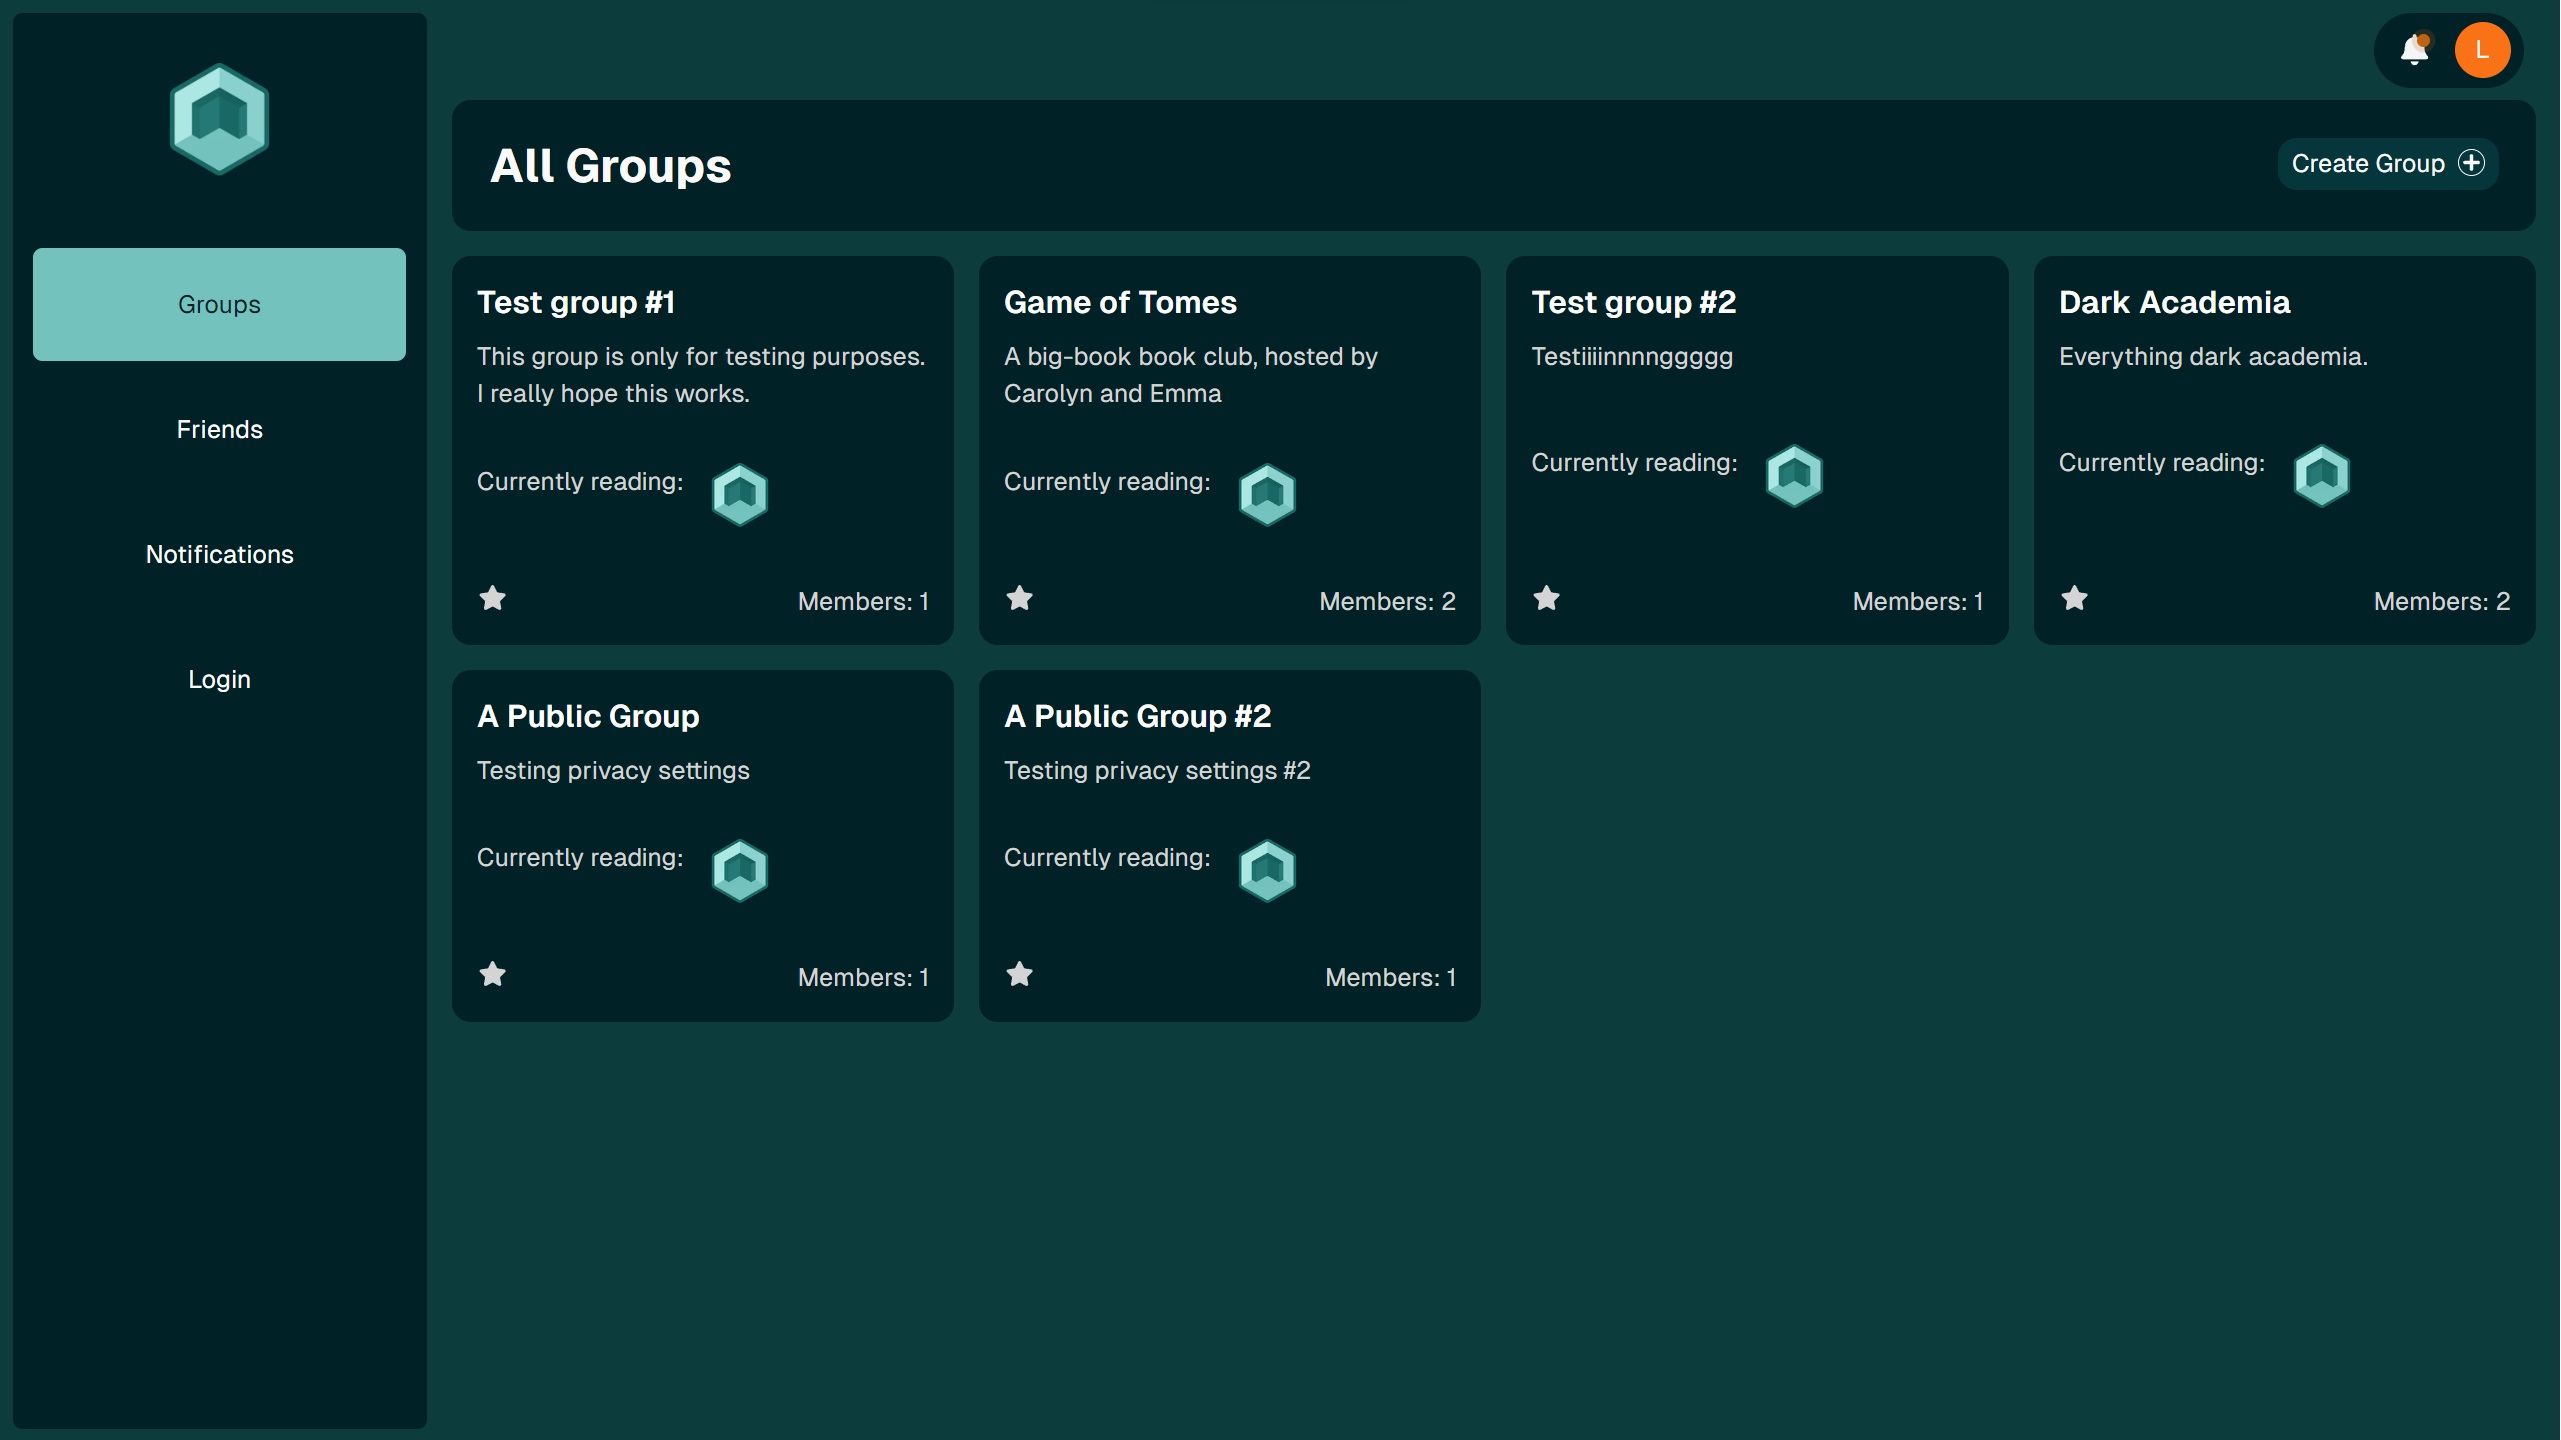 L
All Groups
Create Group
Groups
Friends
Notifications
Login
Test group #1
This group is only for testing purposes.
I really hope this works.
Currently reading:
Members: 1
Game of Tomes
A big-book book club, hosted by
Carolyn and Emma
Currently reading:
Members: 2
Test group #2
Testiiiinnnnggggg
Currently reading:
Members: 1
Dark Academia
Everything dark academia.
Currently reading:
Members: 2
A Public Group
Testing privacy settings
Currently reading:
Members: 1
A Public Group #2
Testing privacy settings #2
Currently reading:
Members: 1